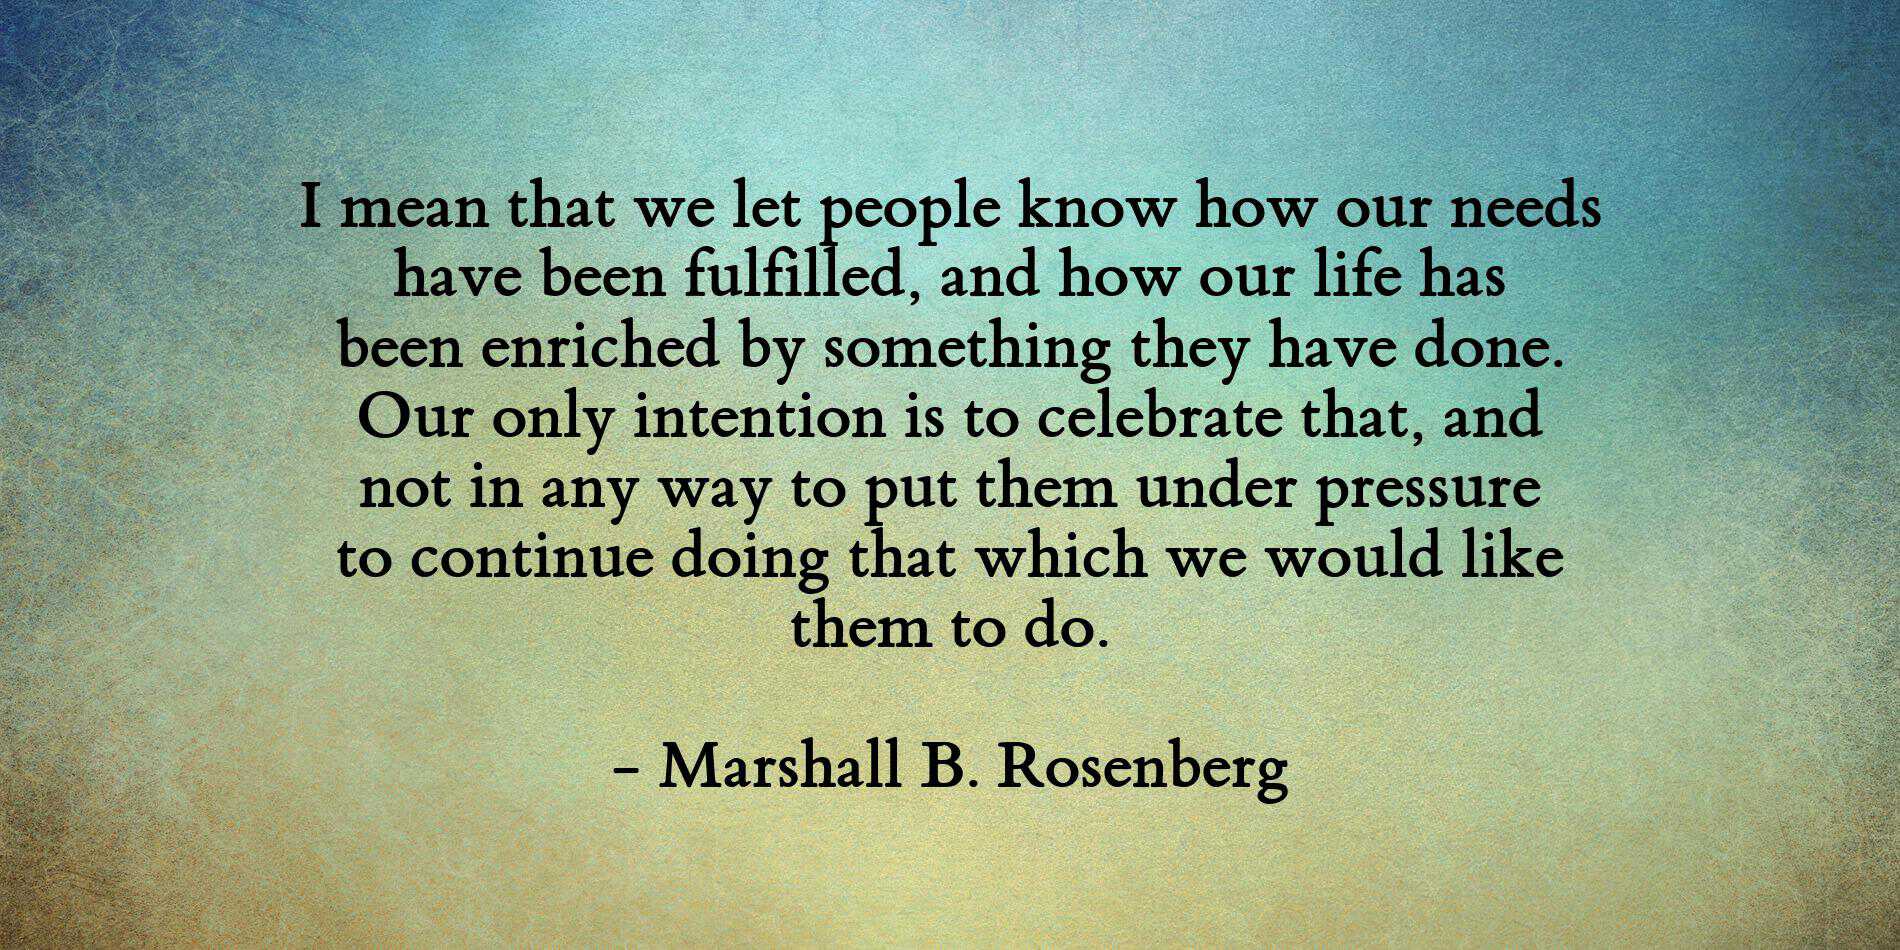 I mean that we let people know how our needs
have been fulfilled, and how our life has
been enriched by something they have done.
Our only intention is to celebrate that, and
not in any way to put them under pressure
to continue doing that which we would like
them to do.
– Marshall B. Rosenberg